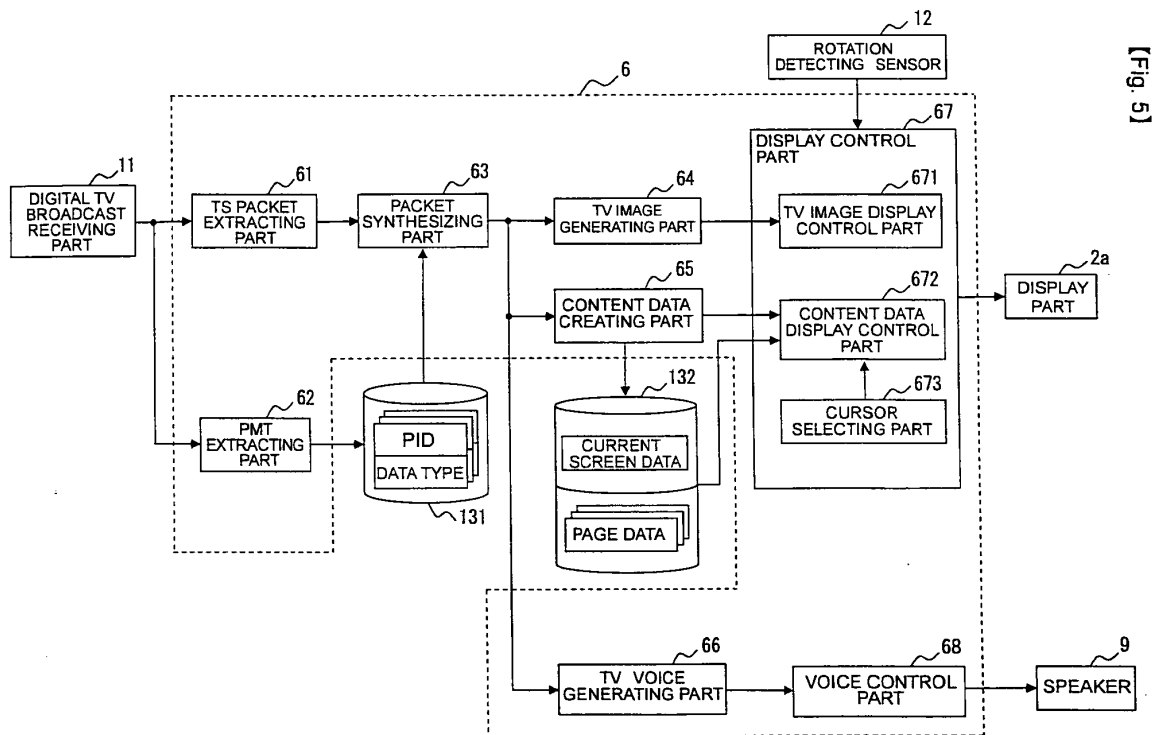 [Fig. 5]
12
ROTATION
DETECTING SENSOR
6
67
DISPLAY CONTROL
PART
11
DIGITAL TV
BROADCAST
RECEIVING PART
61
TS PACKET
EXTRACTING
PART
63
PACKET
SYNTHESIZING
PART
64
TV IMAGE
GENERATING PART
671
TV IMAGE DISPLAY
CONTROL PART
65
CONTENT DATA
CREATING PART
672
CONTENT DATA
DISPLAY CONTROL
PART
2a
DISPLAY
PART
673
CURSOR
SELECTING PART
62
PMT
EXTRACTING
PART
PID
DATA TYPE
131
132
CURRENT
SCREEN DATA
PAGE DATA
66
TV VOICE
GENERATING PART
68
VOICE CONTROL
PART
9
SPEAKER